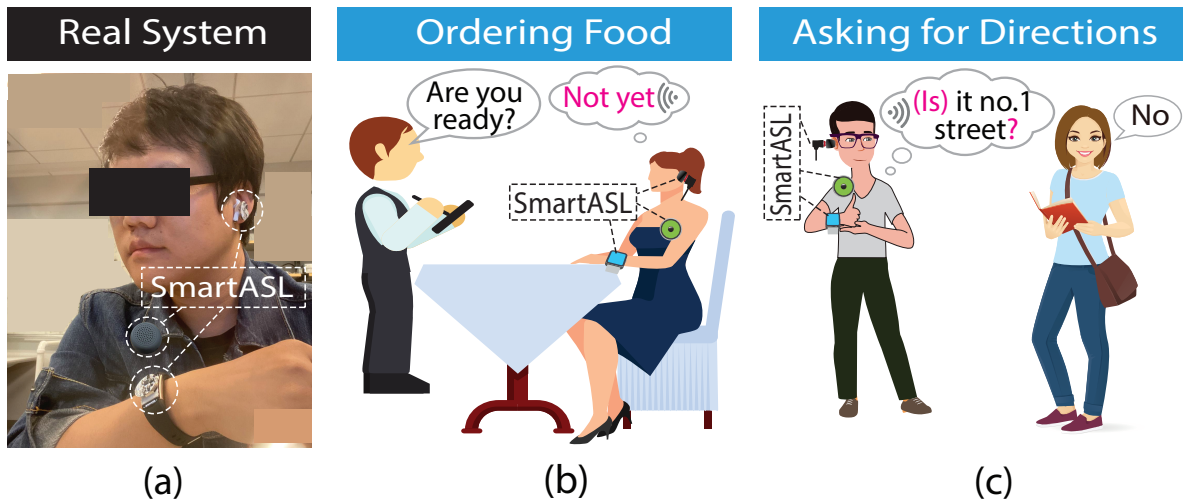 Real System
SmartASL
(a)
Ordering Food
Are you
ready?
Not yet
SmartASL
(b)
Asking for Directions
(Is) it no.1
street?
No
SmartASL
(c)